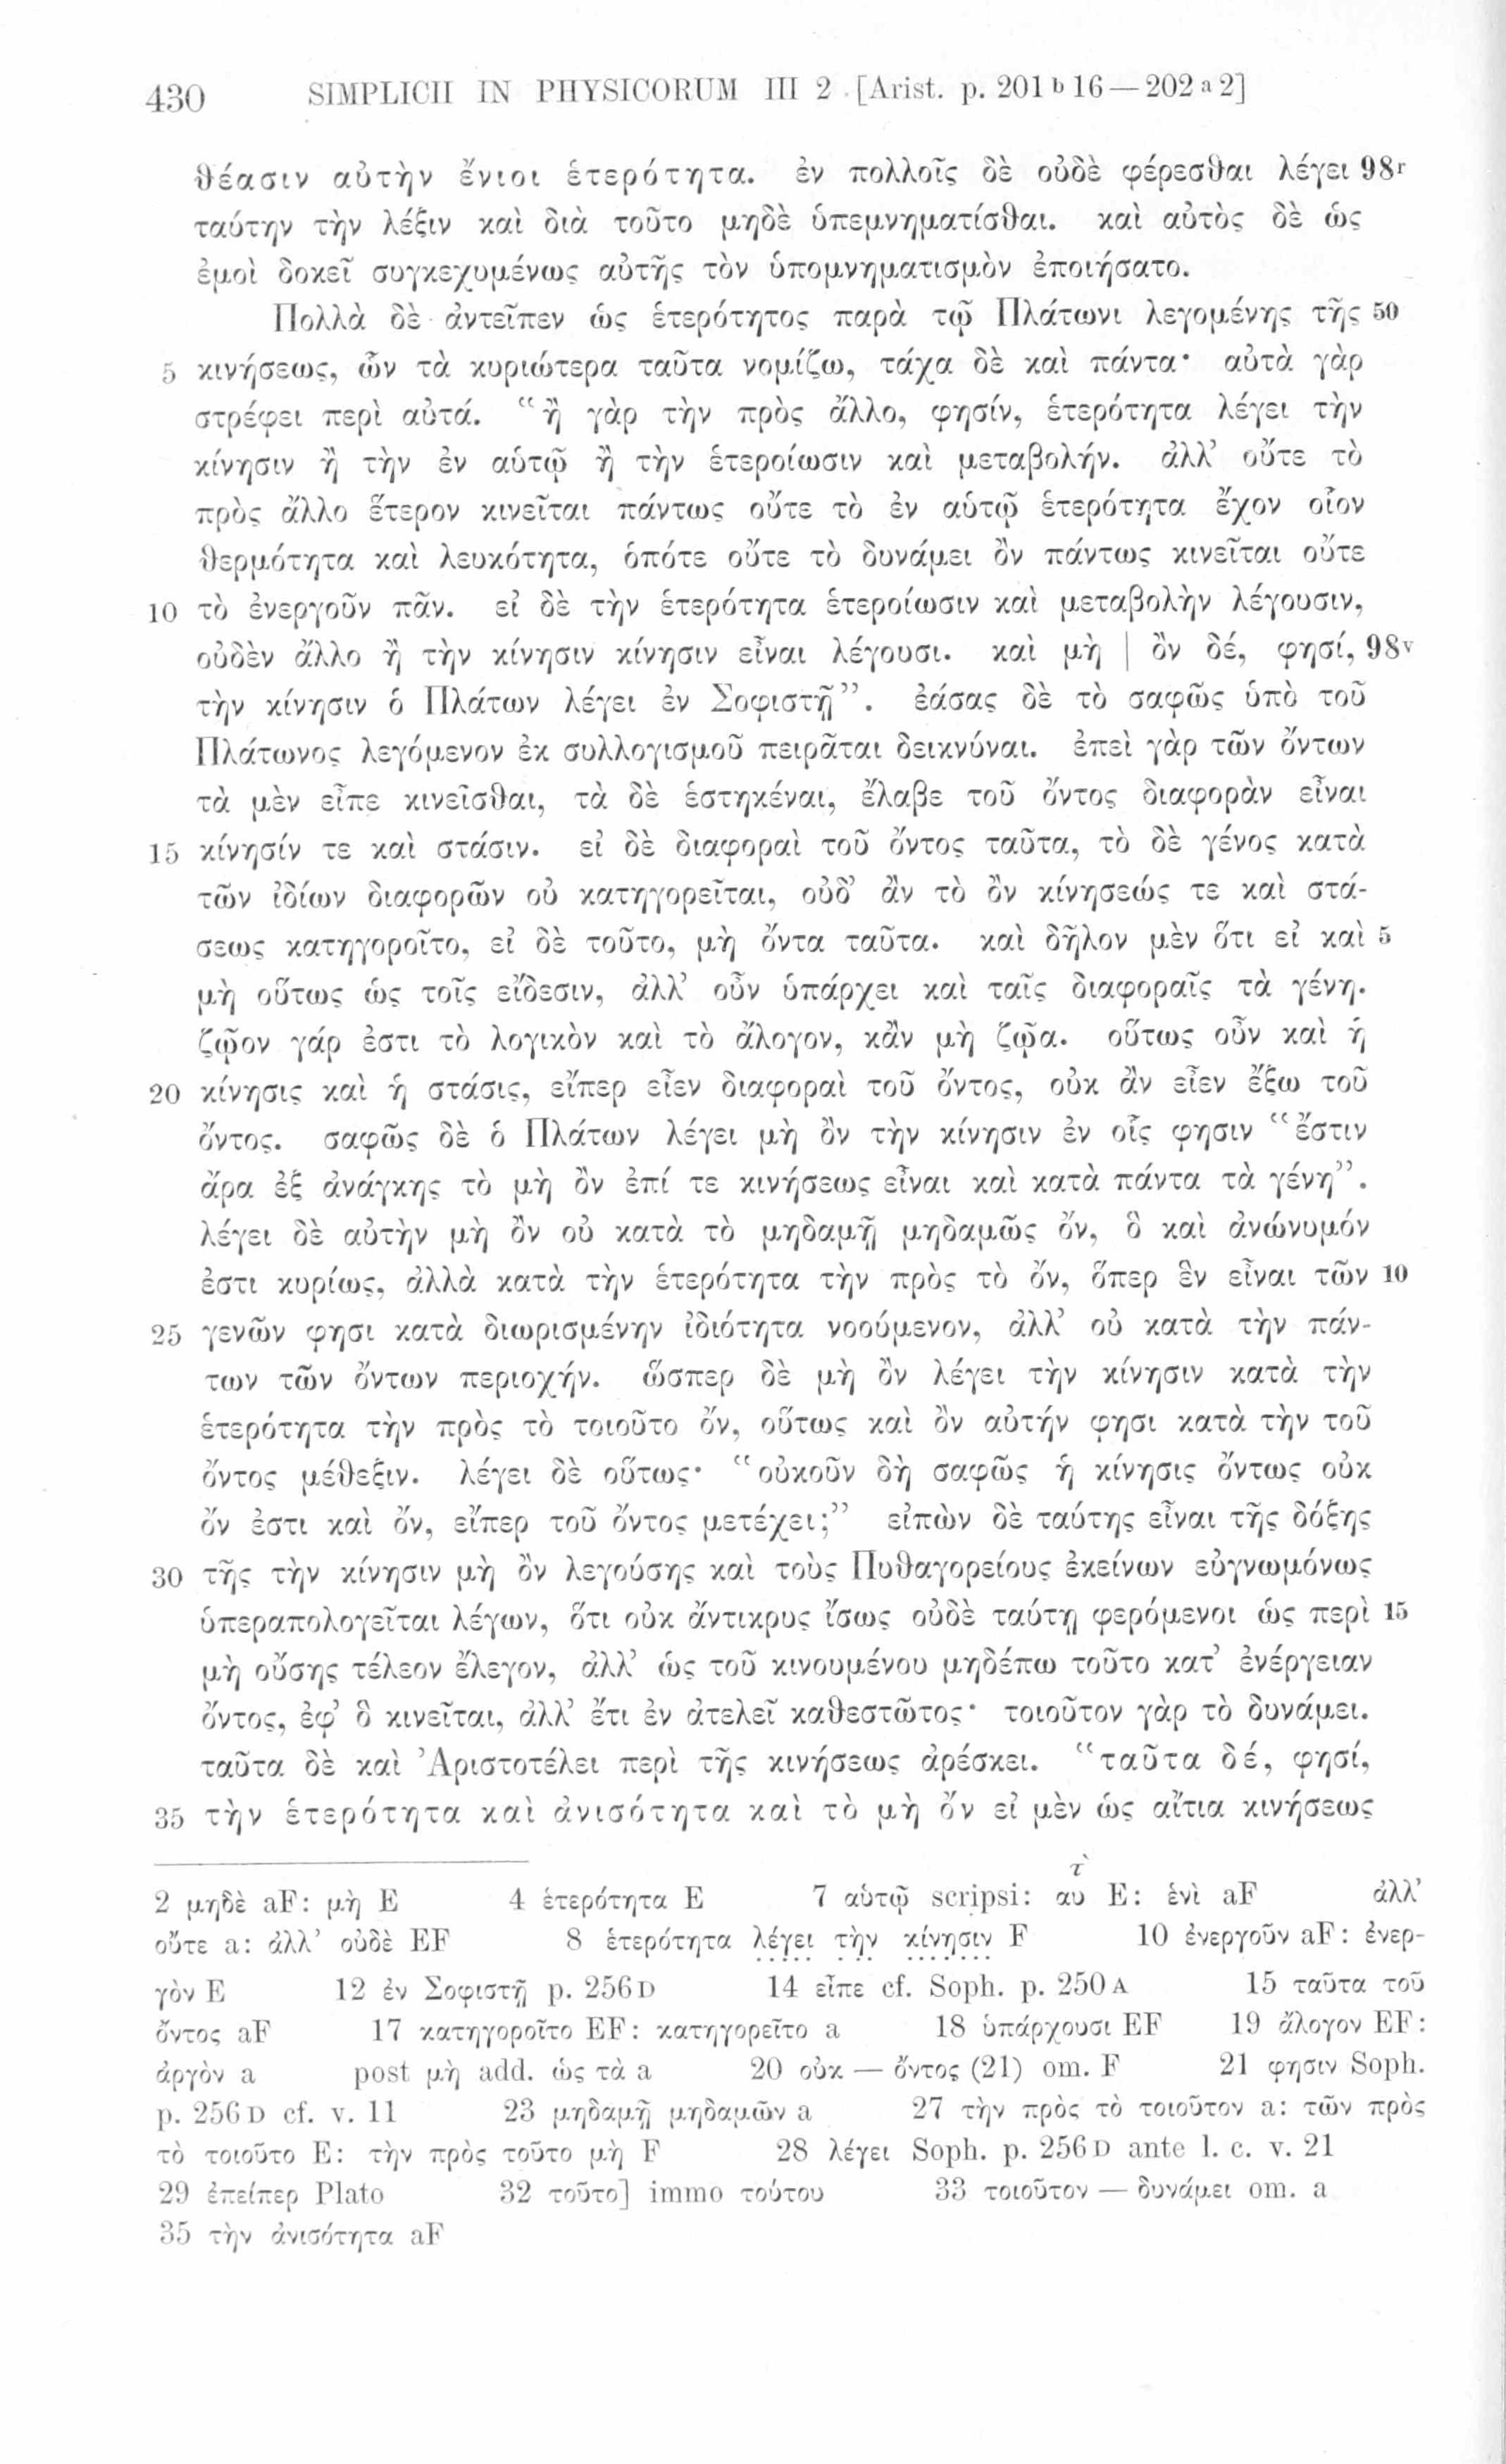 430 SIMPLICII IN PHYSICORUM III 2 [Arist. p. 201 b 16 — 202 a 2]
θέασιν αὐτὴν ἔνιοι ἑτερότητα. ἐν πολλοῖς δὲ οὐδὲ φέρεσθαι λέγει 98r
ταύτην τὴν λέξιν καὶ διὰ τοῦτο μηδὲ ὑπεμνηματίσθαι. καὶ αὐτὸς δὲ ὡς
ἐμοὶ δοκεῖ συγκεχυμένως αὐτῆς τὸν ὑπομνηματισμὸν ἐποιήσατο.
Πολλὰ δὲ ἀντεῖπεν ὡς ἑτερότητος παρὰ τῷ Πλάτωνι λεγομένης τῆς 50
5 κινήσεως, ὧν τὰ κυριώτερα ταῦτα νομίζω, τάχα δὲ καὶ πάντα· αὐτὰ γὰρ
στρέφει περὶ αὐτά. “ἢ γὰρ τὴν πρὸς ἄλλο, φησίν, ἑτερότητα λέγει τὴν
κίνησιν ἢ τὴν ἐν αὑτῷ ἢ τὴν ἑτεροίωσιν καὶ μεταβολήν. ἀλλ’ οὔτε τὸ
πρὸς ἄλλο ἕτερον κινεῖται πάντως οὔτε τὸ ἐν αὑτῷ ἑτερότητα ἔχον οἷον
θερμότητα καὶ λευκότητα, ὁπότε οὔτε τὸ δυνάμει ὂν πάντως κινεῖται οὔτε
10 τὸ ἐνεργοῦν πᾶν. εἰ δὲ τὴν ἑτερότητα ἑτεροίωσιν καὶ μεταβολὴν λέγουσιν,
οὐδὲν ἄλλο ἢ τὴν κίνησιν κίνησιν εἶναι λέγουσι. καὶ μὴ | ὂν δέ, φησί, 98v
τὴν κίνησιν ὁ Πλάτων λέγει ἐν Σοφιστῇ”. ἐάσας δὲ τὸ σαφῶς ὑπὸ τοῦ
Πλάτωνος λεγόμενον ἐκ συλλογισμοῦ πειρᾶται δεικνύναι. ἐπεὶ γὰρ τῶν ὄντων
τὰ μὲν εἶπε κινεῖσθαι, τὰ δὲ ἑστηκέναι, ἔλαβε τοῦ ὄντος διαφορὰν εἶναι
15 κίνησίν τε καὶ στάσιν. εἰ δὲ διαφοραὶ τοῦ ὄντος ταῦτα, τὸ δὲ γένος κατὰ
τῶν ἰδίων διαφορῶν οὐ κατηγορεῖται, οὐδ’ ἂν τὸ ὂν κίνησεώς τε καὶ στά-
σεως κατηγοροῖτο, εἰ δὲ τοῦτο, μὴ ὄντα ταῦτα. καὶ δῆλον μὲν ὅτι εἰ καὶ 5
μὴ οὕτως ὡς τοῖς εἴδεσιν, ἀλλ’ οὖν ὑπάρχει καὶ ταῖς διαφοραῖς τὰ γένη.
ζῷον γάρ ἐστι τὸ λογικὸν καὶ τὸ ἄλογον, κἂν μὴ ζῷα. οὕτως οὖν καὶ ἡ
20 κίνησις καὶ ἡ στάσις, εἴπερ εἶεν διαφοραὶ τοῦ ὄντος, οὐκ ἂν εἶεν ἔξω τοῦ
ὄντος. σαφῶς δὲ ὁ Πλάτων λέγει μὴ ὂν τὴν κίνησιν ἐν οἷς φησιν “ἔστιν
ἄρα ἐξ ἀνάγκης τὸ μὴ ὂν ἐπί τε κινήσεως εἶναι καὶ κατὰ πάντα τὰ γένη”.
λέγει δὲ αὐτὴν μὴ ὂν οὐ κατὰ τὸ μηδαμῇ μηδαμῶς ὄν, ὃ καὶ ἀνώνυμόν
ἐστι κυρίως, ἀλλὰ κατὰ τὴν ἑτερότητα τὴν πρὸς τὸ ὄν, ὅπερ ἓν εἶναι τῶν 10
25 γενῶν φησι κατὰ διωρισμένην ἰδιότητα νοούμενον, ἀλλ’ οὐ κατὰ τὴν πάν-
των τῶν ὄντων περιοχήν. ὥσπερ δὲ μὴ ὂν λέγει τὴν κίνησιν κατὰ τὴν
ἑτερότητα τὴν πρὸς τὸ τοιοῦτο ὄν, οὕτως καὶ ὂν αὐτήν φησι κατὰ τὴν τοῦ
ὄντος μέθεξιν. λέγει δὲ οὕτως· “οὐκοῦν δὴ σαφῶς ἡ κίνησις ὄντως οὐκ
ὄν ἐστι καὶ ὄν, εἴπερ τοῦ ὄντος μετέχει;” εἰπὼν δὲ ταύτης εἶναι τῆς δόξης
30 τῆς τὴν κίνησιν μὴ ὂν λεγούσης καὶ τοὺς Πυθαγορείους ἐκείνων εὐγνωμόνως
ὑπεραπολογεῖται λέγων, ὅτι οὐκ ἄντικρυς ἴσως οὐδὲ ταύτῃ φερόμενοι ὡς περὶ 15
μὴ οὔσης τέλεον ἔλεγον, ἀλλ’ ὡς τοῦ κινουμένου μηδέπω τοῦτο κατ’ ἐνέργειαν
ὄντος, ἐφ’ ὃ κινεῖται, ἀλλ’ ἔτι ἐν ἀτελεῖ καθεστῶτος· τοιοῦτον γὰρ τὸ δυνάμει.
ταῦτα δὲ καὶ Ἀριστοτέλει περὶ τῆς κινήσεως ἀρέσκει. “ταῦτα δέ, φησί,
35 τὴν ἑτερότητα καὶ ἀνισότητα καὶ τὸ μὴ ὂν εἰ μὲν ὡς αἴτια κινήσεως
2 μηδὲ aF: μὴ E 4 ἑτερότητα E 7 αὑτῷ scripsi: αυτ̀ E: ἑνὶ aF ἀλλ’
οὔτε a: ἀλλ’ οὐδὲ EF 8 ἑτερότητα λέγει τὴν κίνησιν F 10 ἐνεργοῦν aF: ἐνερ-
γὸν E 12 ἐν Σοφιστῇ p. 256 D 14 εἶπε cf. Soph. p. 250 A 15 ταῦτα τοῦ
ὄντος aF 17 κατηγοροῖτο EF: κατηγορεῖτο a 18 ὑπάρχουσι EF 19 ἄλογον EF:
ἀργὸν a post μὴ add. ὡς τὰ a 20 οὐκ — ὄντος (21) om. F 21 φησιν Soph.
p. 256 D cf. v. 11 23 μηδαμῇ μηδαμῶν a 27 τὴν πρὸς τὸ τοιοῦτον a: τῶν πρὸς
τὸ τοιοῦτο E: τὴν πρὸς τοῦτο μὴ F 28 λέγει Soph. p. 256 D ante l. c. v. 21
29 ἐπείπερ Plato 32 τοῦτο] immo τούτου 33 τοιοῦτον — δυνάμει om. a
35 τὴν ἀνισότητα aF